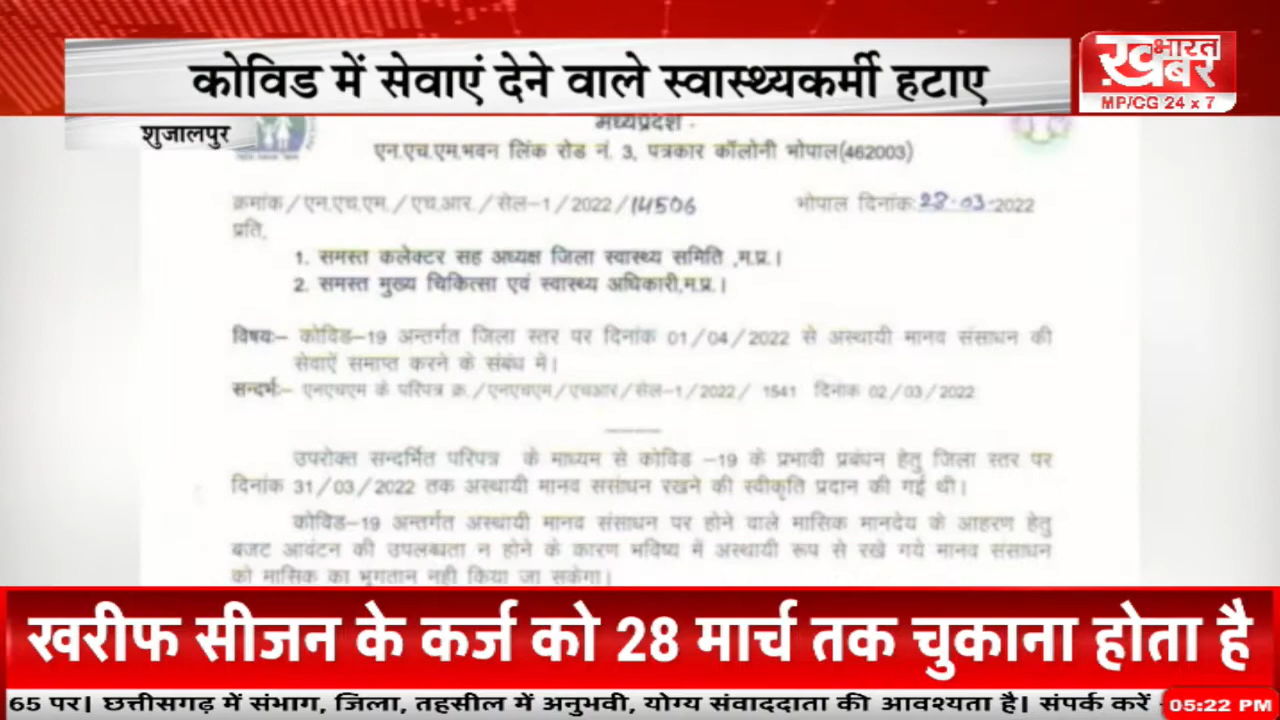 कोविड में सेवाएं देने वाले स्वास्थ्यकर्मी हटाए
भारत
ख़बर
MP/CG 24 x 7
शुजालपुर
मध्यप्रदेश
एन.एच.एम.भवन लिंक रोड नं. 3, पत्रकार कॉलोनी भोपाल(462003)
क्रमांक/एन.एच.एम./एच.आर./सेल-1/2022/14506 भोपाल दिनांक 28.03.2022
प्रति,
1. समस्त कलेक्टर सह अध्यक्ष जिला स्वास्थ्य समिति ,म.प्र.।
2. समस्त मुख्य चिकित्सा एवं स्वास्थ्य अधिकारी,म.प्र.।
विषयः- कोविड-19 अन्तर्गत जिला स्तर पर दिनांक 01/04/2022 से अस्थायी मानव संसाधन की
सेवाऐं समाप्त करने के संबंध में।
सन्दर्भः- एनएचएम के परिपत्र क्र./एनएचएम/एचआर/सेल-1/2022/ 1541 दिनांक 02/03/2022
उपरोक्त सन्दर्भित परिपत्र के माध्यम से कोविड -19 के प्रभावी प्रबंधन हेतु जिला स्तर पर
दिनांक 31/03/2022 तक अस्थायी मानव संसाधन रखने की स्वीकृति प्रदान की गई थी।
कोविड-19 अन्तर्गत अस्थायी मानव संसाधन पर होने वाले मासिक मानदेय के आहरण हेतु
बजट आवंटन की उपलब्धता न होने के कारण भविष्य में अस्थायी रूप से रखे गये मानव संसाधन
को मासिक का भुगतान नही किया जा सकेगा।
खरीफ सीजन के कर्ज को 28 मार्च तक चुकाना होता है
65 पर। छत्तीसगढ़ में संभाग, जिला, तहसील में अनुभवी, योग्य संवाददाता की आवश्यता है। संपर्क करें -
05:22 PM